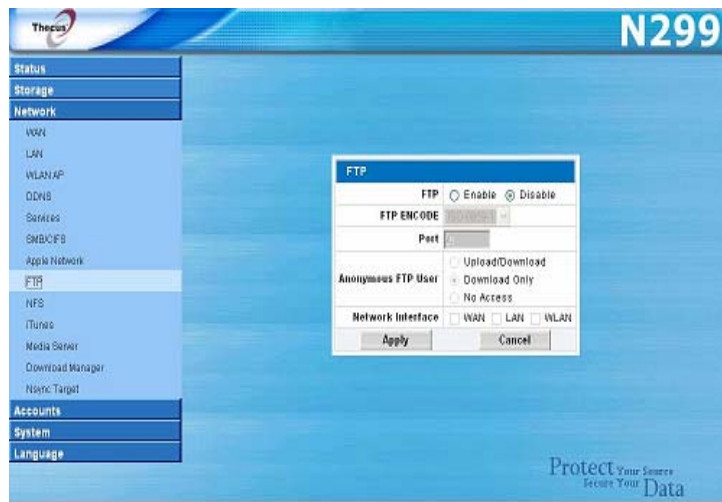 Thecus
N299
Status
Storage
Network
WAN
LAN
WLAN AP
DDNS
Services
SMB/CIFS
Apple Network
FTP
NFS
iTunes
Media Server
Download Manager
Nsync Target
Accounts
System
Language
FTP
FTP Enable Disable
FTP ENCODE
Port
Upload/Download
Anonymous FTP User Download Only
No Access
Network Interface WAN LAN WLAN
Apply Cancel
Protect Your Source
Secure Your Data